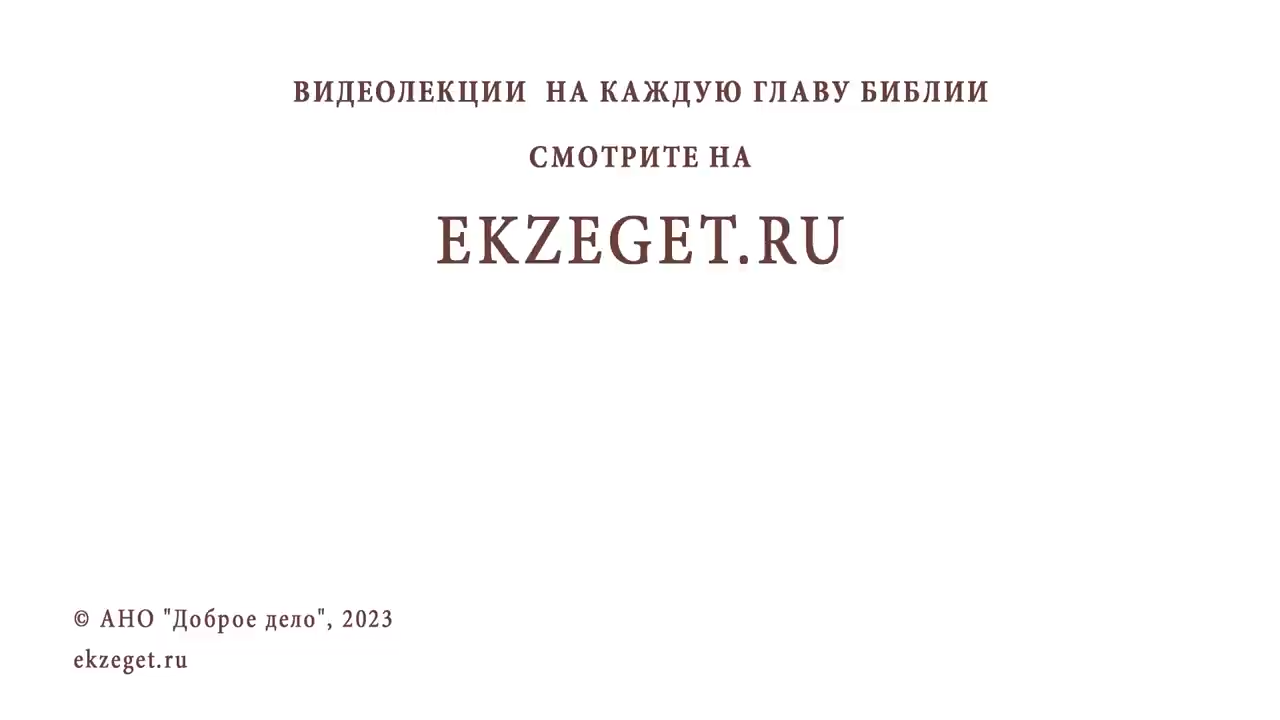 ВИДЕОЛЕКЦИИ НА КАЖДУЮ ГЛАВУ БИБЛИИ
СМОТРИТЕ НА
EKZEGET.RU
© АНО "Доброе дело", 2023
ekzeget.ru